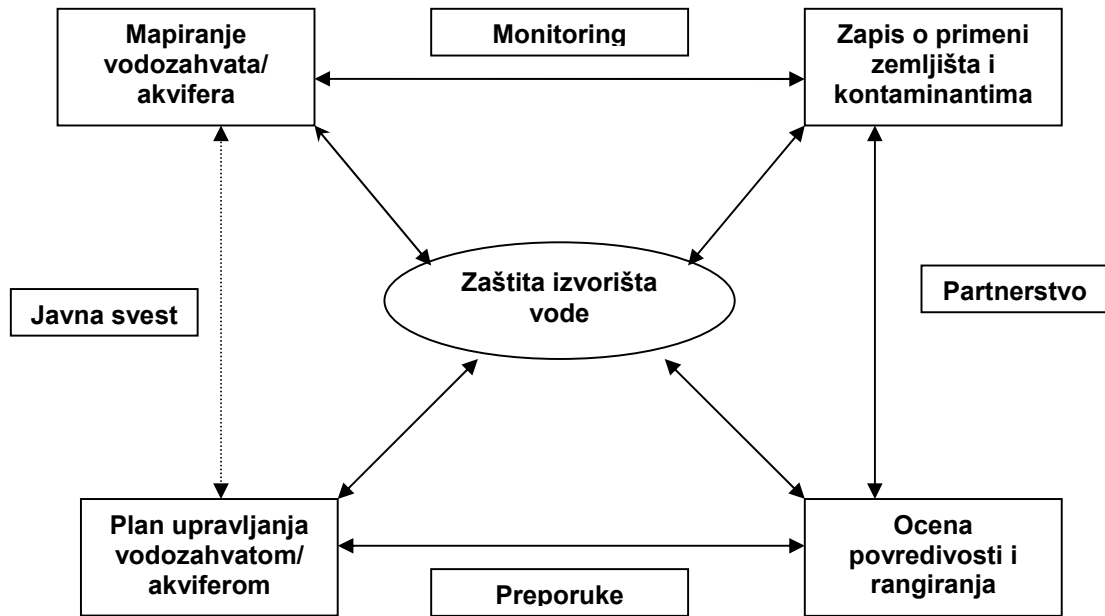 Mapiranje
vodozahvata/
akvifera
Monitoring
Zapis o primeni
zemljišta i
kontaminantima
Javna svest
Zaštita izvorišta
vode
Partnerstvo
Plan upravljanja
vodozahvatom/
akviferom
Preporuke
Ocena
povredivosti i
rangiranja